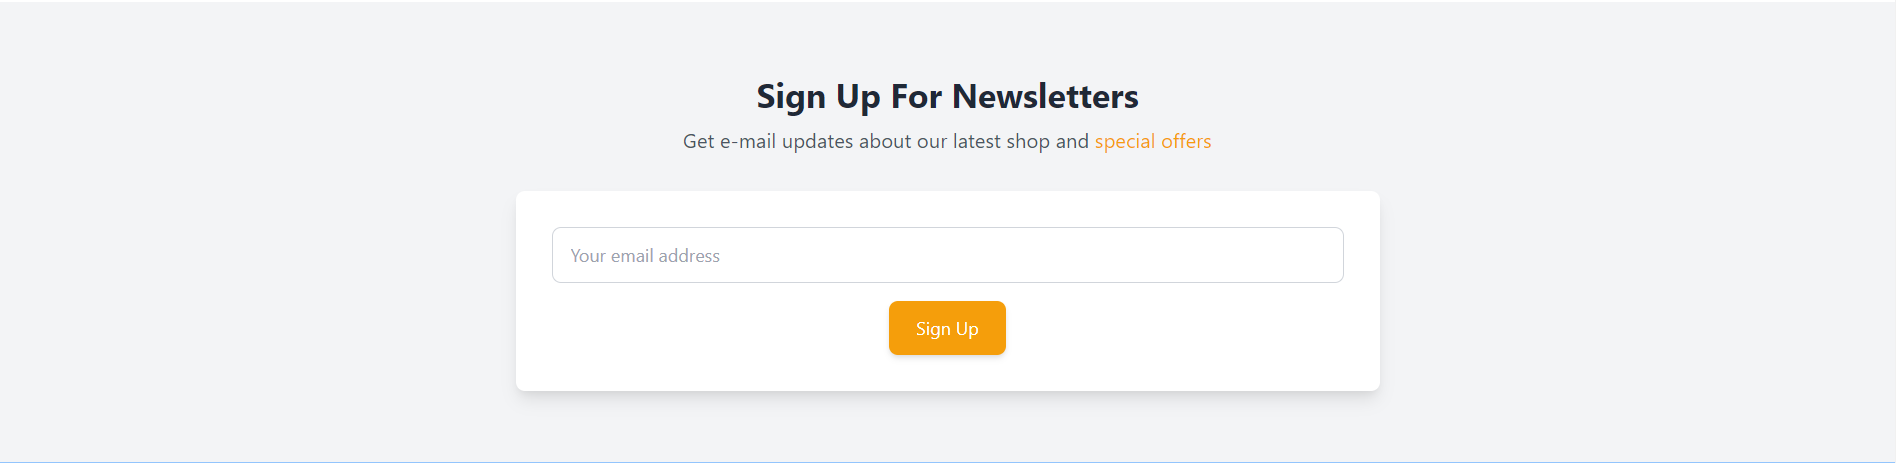 Sign Up For Newsletters
Get e-mail updates about our latest shop and special offers
Your email address
Sign Up